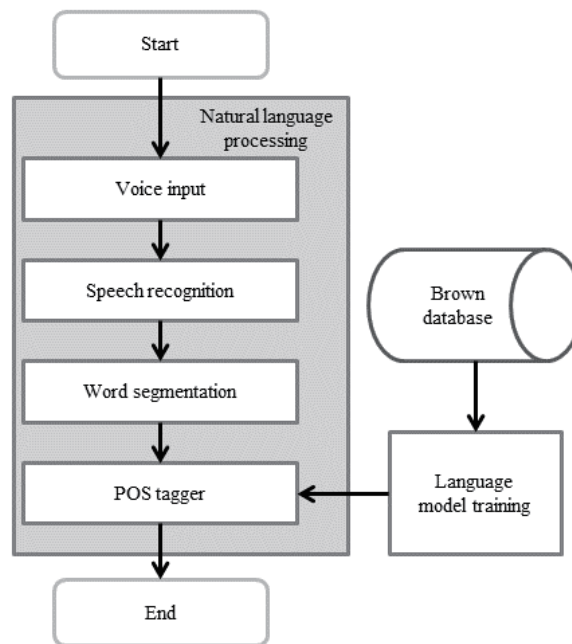 Start
Natural language
processing
Voice input
Speech recognition
Word segmentation
POS tagger
End
Brown
database
Language
model training